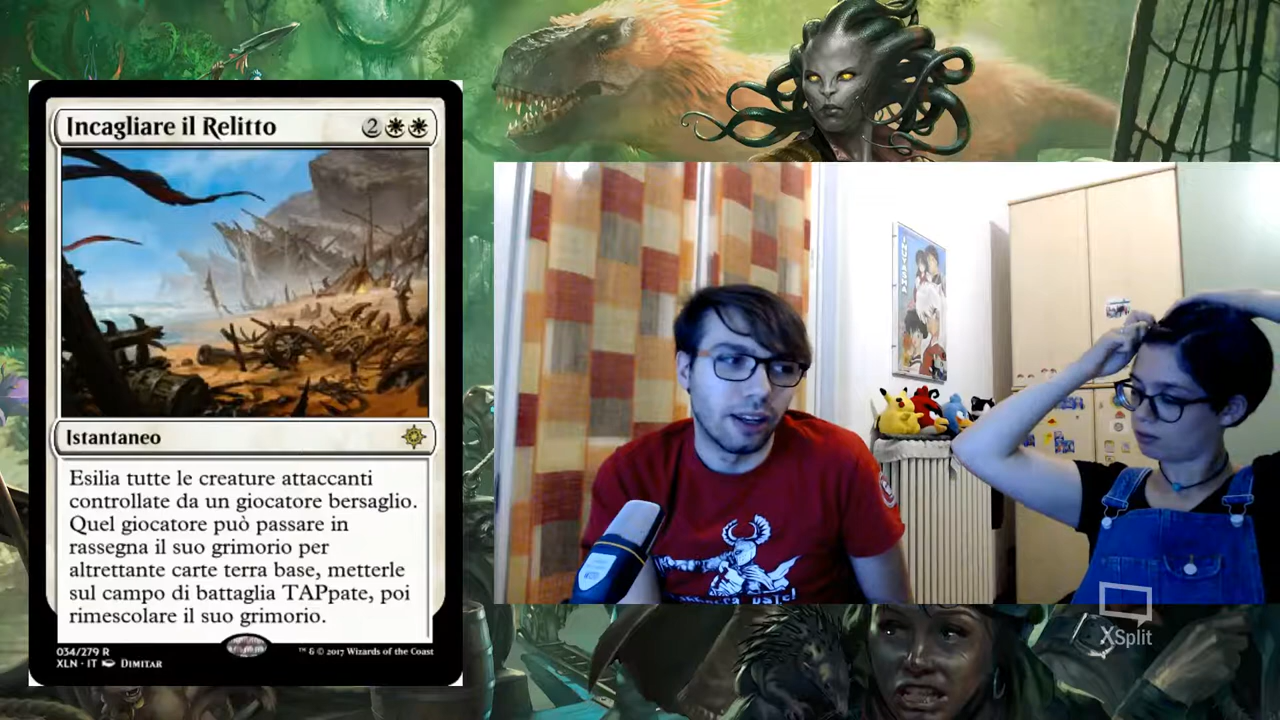 Incagliare il Relitto 2
Istantaneo
Esilia tutte le creature attaccanti
controllate da un giocatore bersaglio.
Quel giocatore può passare in
rassegna il suo grimorio per
altrettante carte terra base, metterle
sul campo di battaglia TAPpate, poi
rimescolare il suo grimorio.
034/279 R
XLN · IT DIMITAR
™ & © 2017 Wizards of the Coast
INUYASHA
XSplit